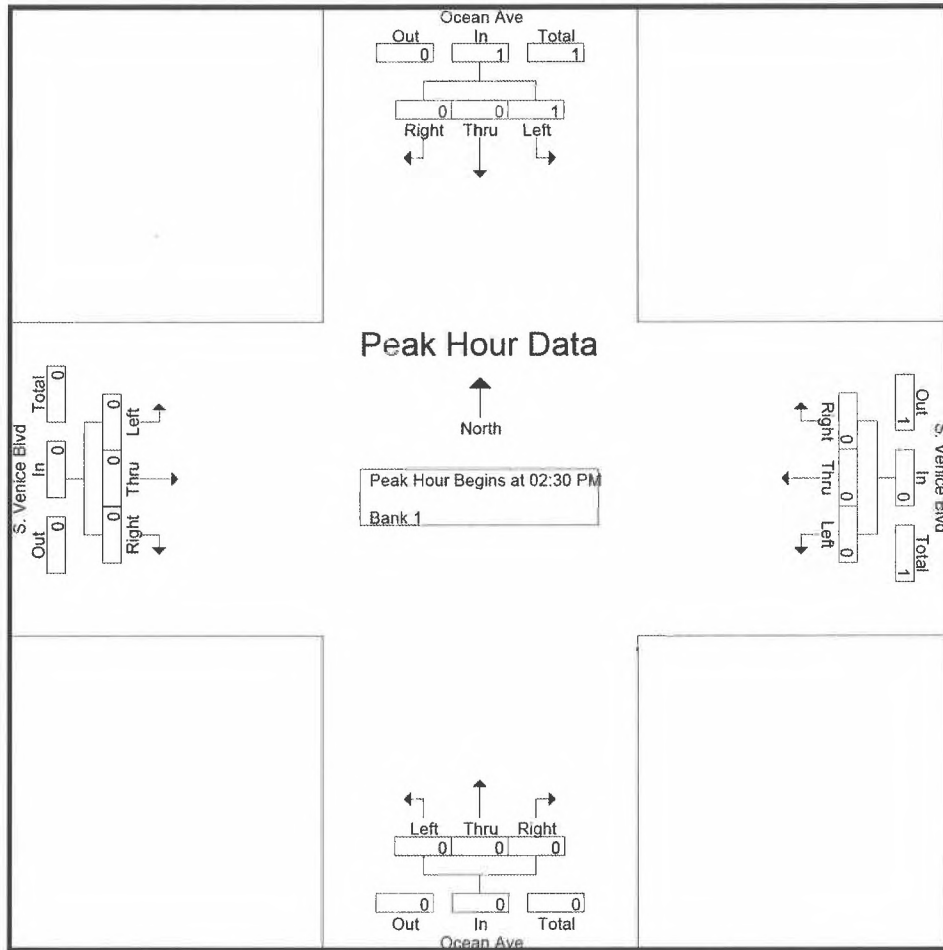 Ocean Ave
Out In Total
0 1 1
0 0 1
Right Thru Left
Peak Hour Data
North
Peak Hour Begins at 02:30 PM
Bank 1
S. Venice Blvd
Out In Total
0 0 0
Left Thru Right
0 0 0
S. Venice Blvd
Out In Total
1 0 1
Right Thru Left
0 0 0
Left Thru Right
0 0 0
0 0 0
Out In Total
Ocean Ave